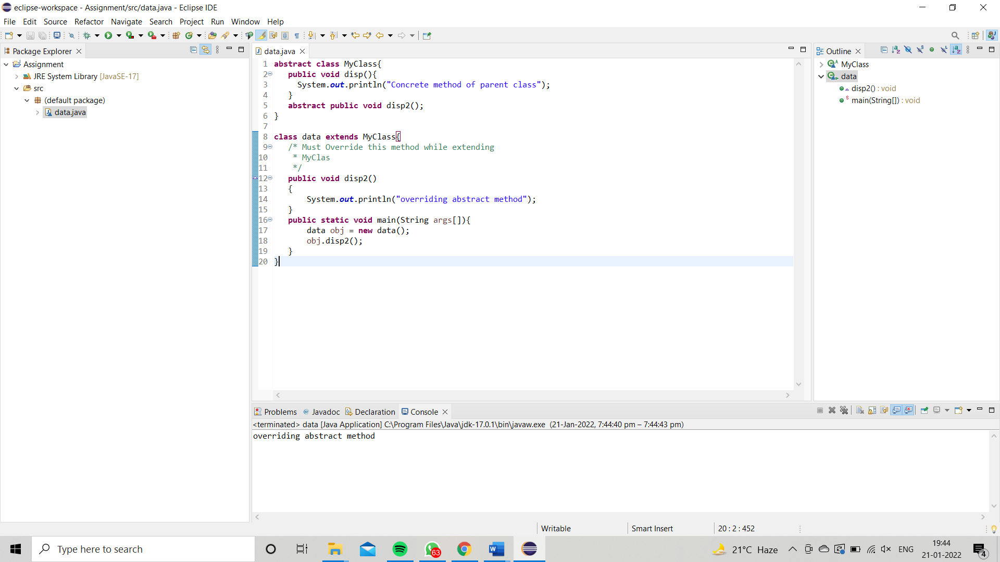 eclipse-workspace - Assignment/src/data.java - Eclipse IDE
File Edit Source Refactor Navigate Search Project Run Window Help
Package Explorer
Assignment
JRE System Library [JavaSE-17]
src
(default package)
data.java
data.java
1 abstract class MyClass{
2 public void disp(){
3 System.out.println("Concrete method of parent class");
4 }
5 abstract public void disp2();
6 }
7
8 class data extends MyClass{
9 /* Must Override this method while extending
10 * MyClas
11 */
12 public void disp2()
13 {
14 System.out.println("overriding abstract method");
15 }
16 public static void main(String args[]){
17 data obj = new data();
18 obj.disp2();
19 }
20 }
Outline
MyClass
data
disp2() : void
main(String[]) : void
Problems @ Javadoc Declaration Console
<terminated> data [Java Application] C:\Program Files\Java\jdk-17.0.1\bin\javaw.exe (21-Jan-2022, 7:44:40 pm – 7:44:43 pm)
overriding abstract method
Writable Smart Insert 20 : 2 : 452
Type here to search
63
21°C Haze
ENG
19:44
21-01-2022
4